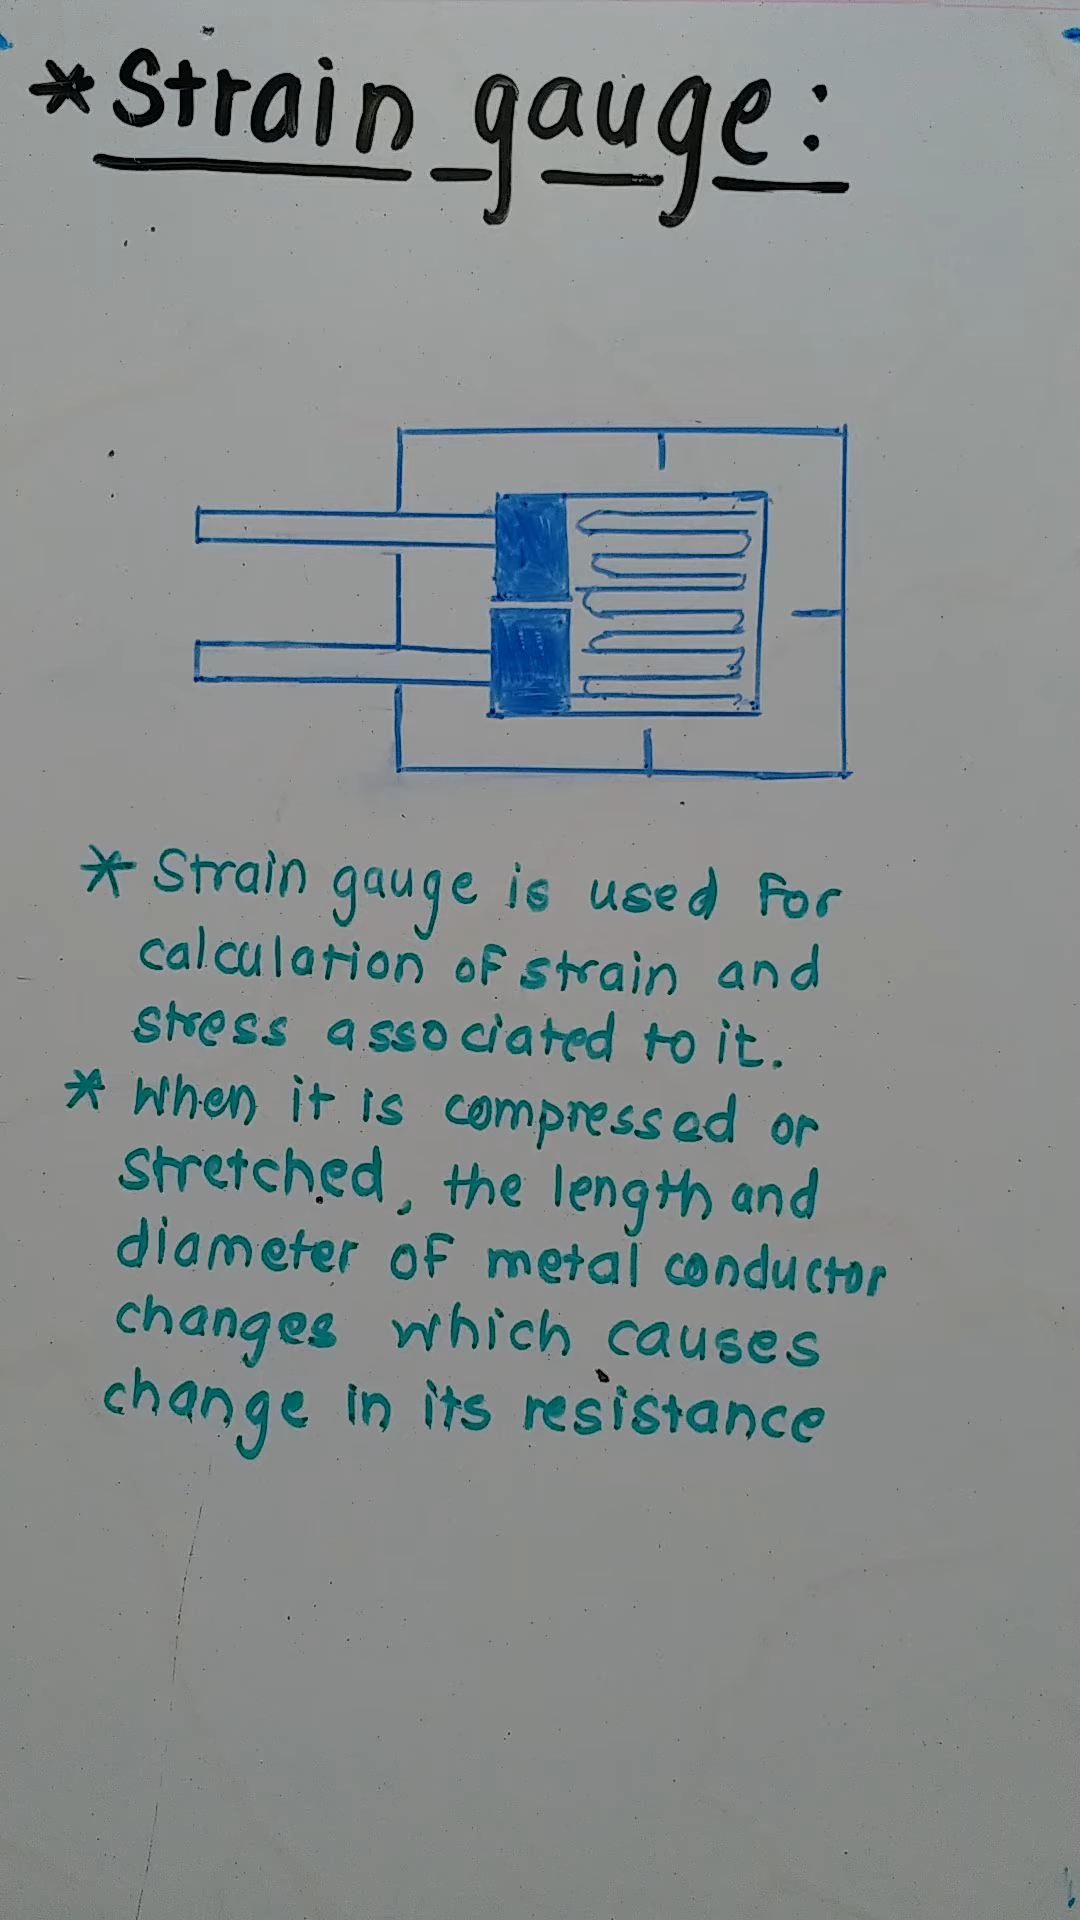 *Strain gauge:
* Strain gauge is used for
calculation of strain and
stress associated to it.
* When it is compressed or
stretched, the length and
diameter of metal conductor
changes which causes
change in its resistance